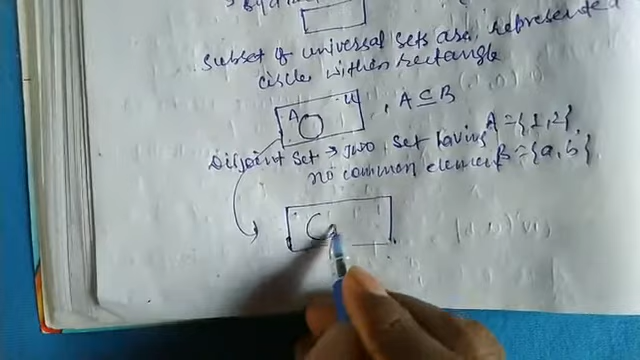 Subset of universal sets are represented
circle within rectangle
A U , A ⊆ B
Disjoint Set → Two set having A = {1,2},
no common element B = {a, b}